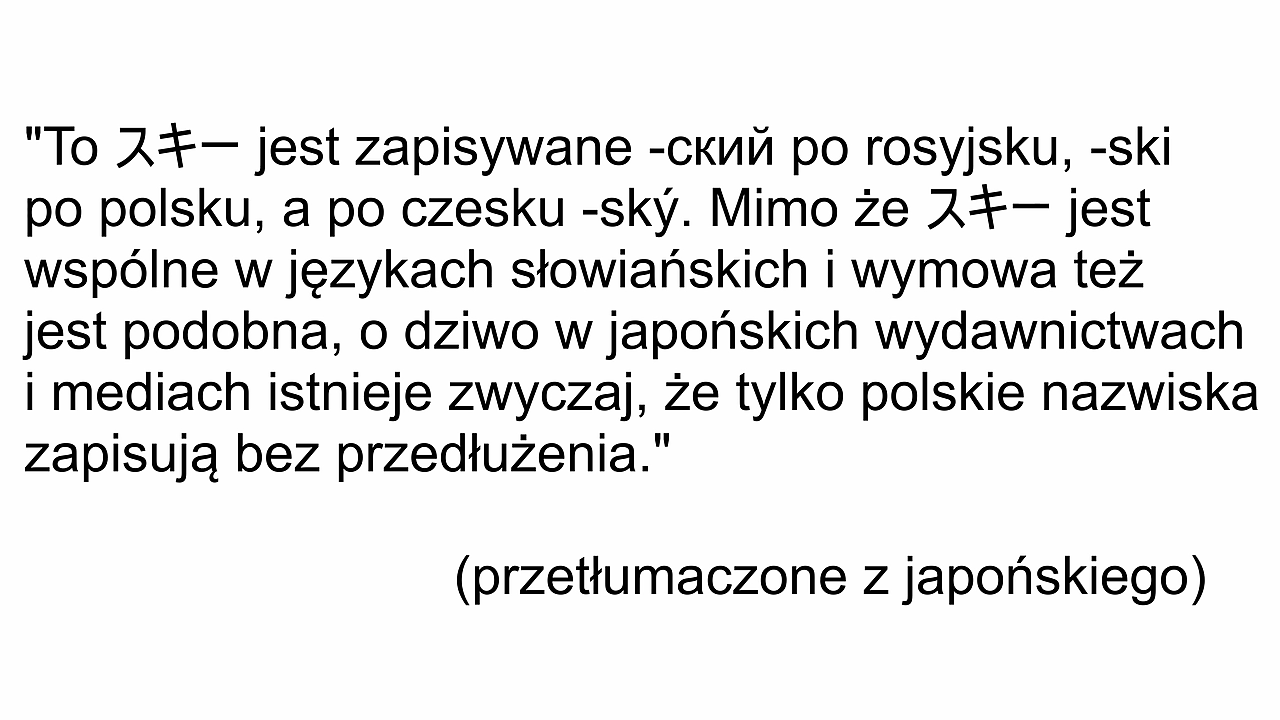 "To スキー jest zapisywane -ский po rosyjsku, -ski
po polsku, a po czesku -ský. Mimo że スキー jest
wspólne w językach słowiańskich i wymowa też
jest podobna, o dziwo w japońskich wydawnictwach
i mediach istnieje zwyczaj, że tylko polskie nazwiska
zapisują bez przedłużenia."
(przetłumaczone z japońskiego)